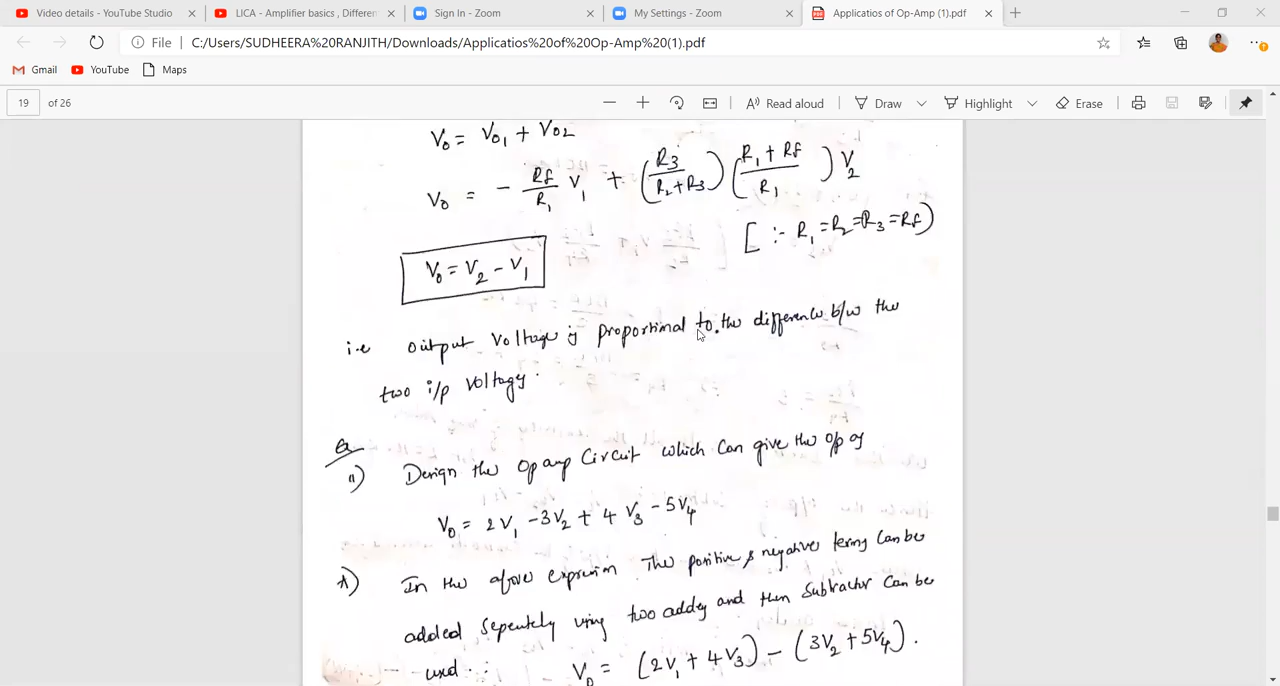 Video details - YouTube Studio
LICA - Amplifier basics , Differen
Sign In - Zoom
My Settings - Zoom
Applicatios of Op-Amp (1).pdf
File
C:/Users/SUDHEERA%20RANJITH/Downloads/Applicatios%20of%20Op-Amp%20(1).pdf
Gmail
YouTube
Maps
19 of 26
Read aloud
Draw
Highlight
Erase
V₀ = V₀₁ + V₀₂
V₀ = - Rf/R₁ V₁ + (R₃/R₂+R₃) (R₁ + Rf/R₁) V₂
[ ∵ R₁ = R₂ = R₃ = Rf)
V₀ = V₂ - V₁
i.e output voltage is proportional to the difference b/w the
two i/p voltages.
Ex
1) Design the op amp circuit which can give the o/p of
V₀ = 2V₁ - 3V₂ + 4V₃ - 5V₄
A) In the above expression the positive & negative terms can be
added seperately using two adders and then subtractor can be
used ∴ V₀ = (2V₁ + 4V₃) - (3V₂ + 5V₄).